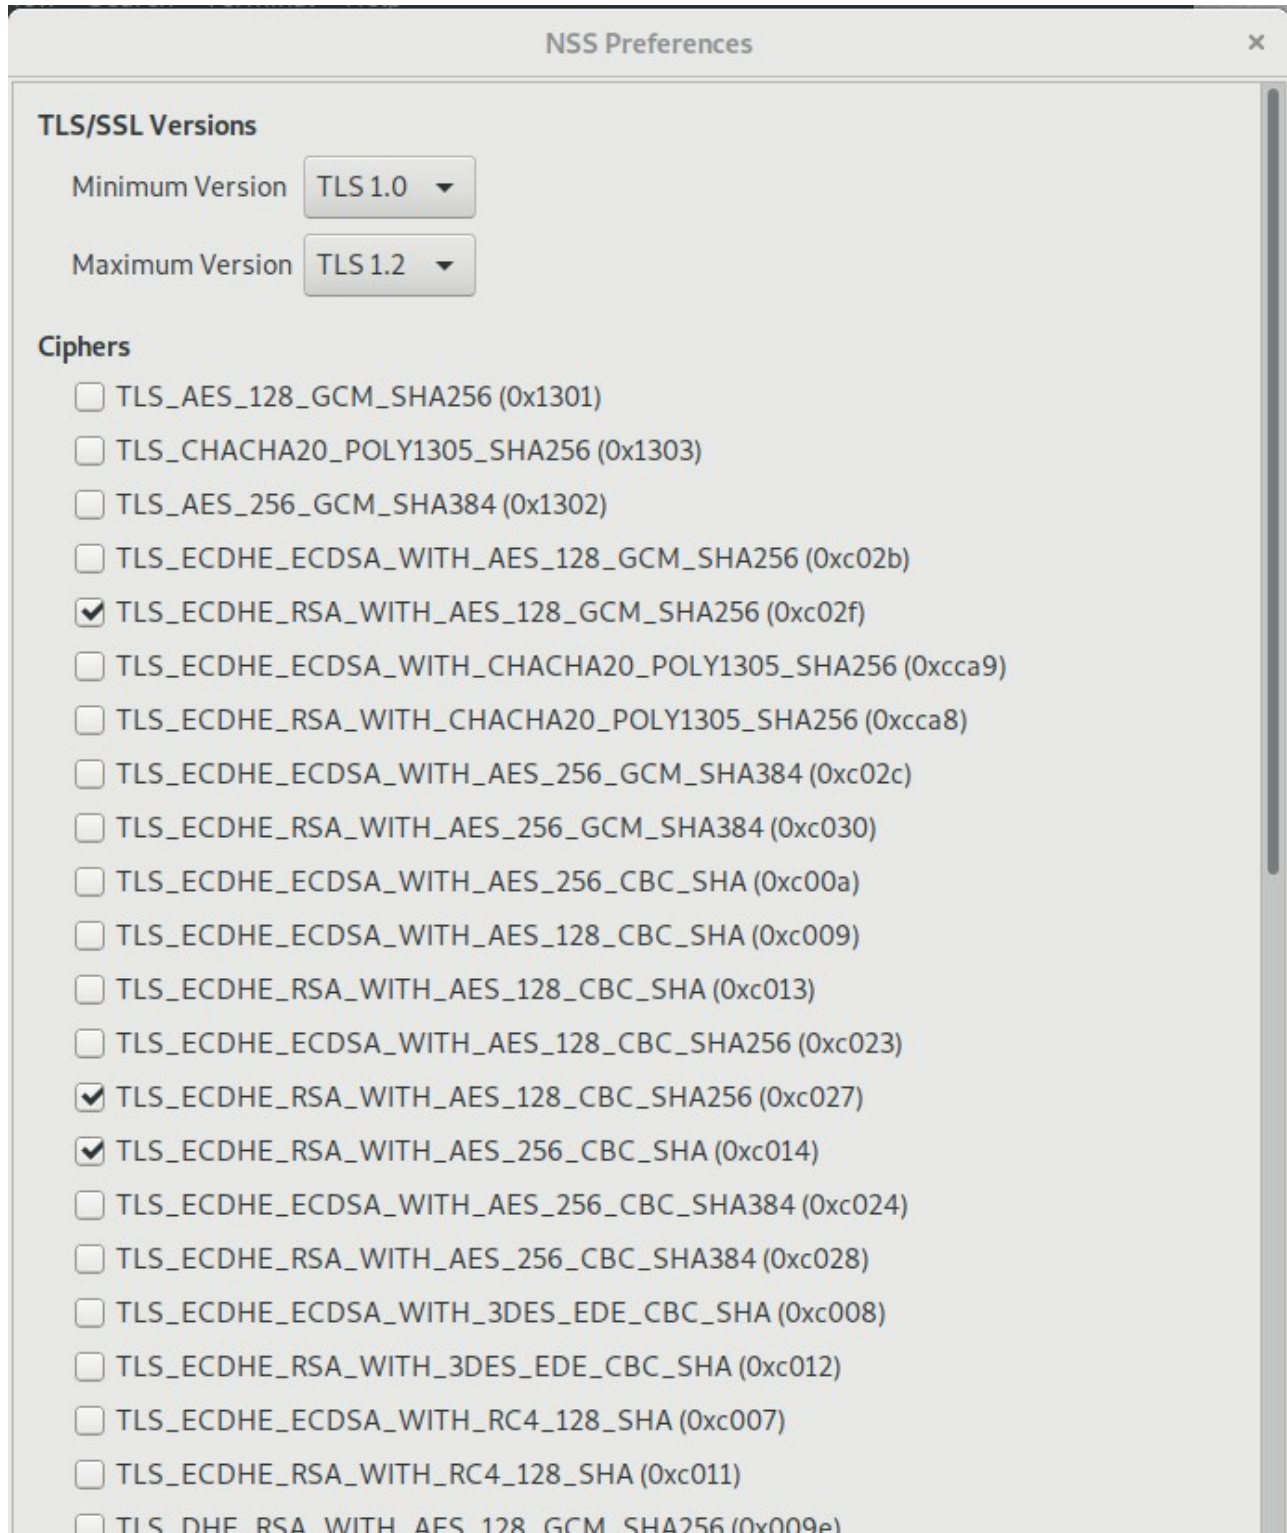 NSS Preferences
TLS/SSL Versions
Minimum Version TLS 1.0
Maximum Version TLS 1.2
Ciphers
TLS_AES_128_GCM_SHA256 (0x1301)
TLS_CHACHA20_POLY1305_SHA256 (0x1303)
TLS_AES_256_GCM_SHA384 (0x1302)
TLS_ECDHE_ECDSA_WITH_AES_128_GCM_SHA256 (0xc02b)
TLS_ECDHE_RSA_WITH_AES_128_GCM_SHA256 (0xc02f)
TLS_ECDHE_ECDSA_WITH_CHACHA20_POLY1305_SHA256 (0xcca9)
TLS_ECDHE_RSA_WITH_CHACHA20_POLY1305_SHA256 (0xcca8)
TLS_ECDHE_ECDSA_WITH_AES_256_GCM_SHA384 (0xc02c)
TLS_ECDHE_RSA_WITH_AES_256_GCM_SHA384 (0xc030)
TLS_ECDHE_ECDSA_WITH_AES_256_CBC_SHA (0xc00a)
TLS_ECDHE_ECDSA_WITH_AES_128_CBC_SHA (0xc009)
TLS_ECDHE_RSA_WITH_AES_128_CBC_SHA (0xc013)
TLS_ECDHE_ECDSA_WITH_AES_128_CBC_SHA256 (0xc023)
TLS_ECDHE_RSA_WITH_AES_128_CBC_SHA256 (0xc027)
TLS_ECDHE_RSA_WITH_AES_256_CBC_SHA (0xc014)
TLS_ECDHE_ECDSA_WITH_AES_256_CBC_SHA384 (0xc024)
TLS_ECDHE_RSA_WITH_AES_256_CBC_SHA384 (0xc028)
TLS_ECDHE_ECDSA_WITH_3DES_EDE_CBC_SHA (0xc008)
TLS_ECDHE_RSA_WITH_3DES_EDE_CBC_SHA (0xc012)
TLS_ECDHE_ECDSA_WITH_RC4_128_SHA (0xc007)
TLS_ECDHE_RSA_WITH_RC4_128_SHA (0xc011)
TLS_DHE_RSA_WITH_AES_128_GCM_SHA256 (0x009e)